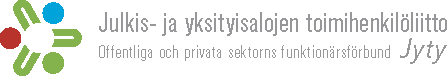 Julkis- ja yksityisalojen toimihenkilöliitto
Offentliga och privata sektorns funktionärsförbund Jyty